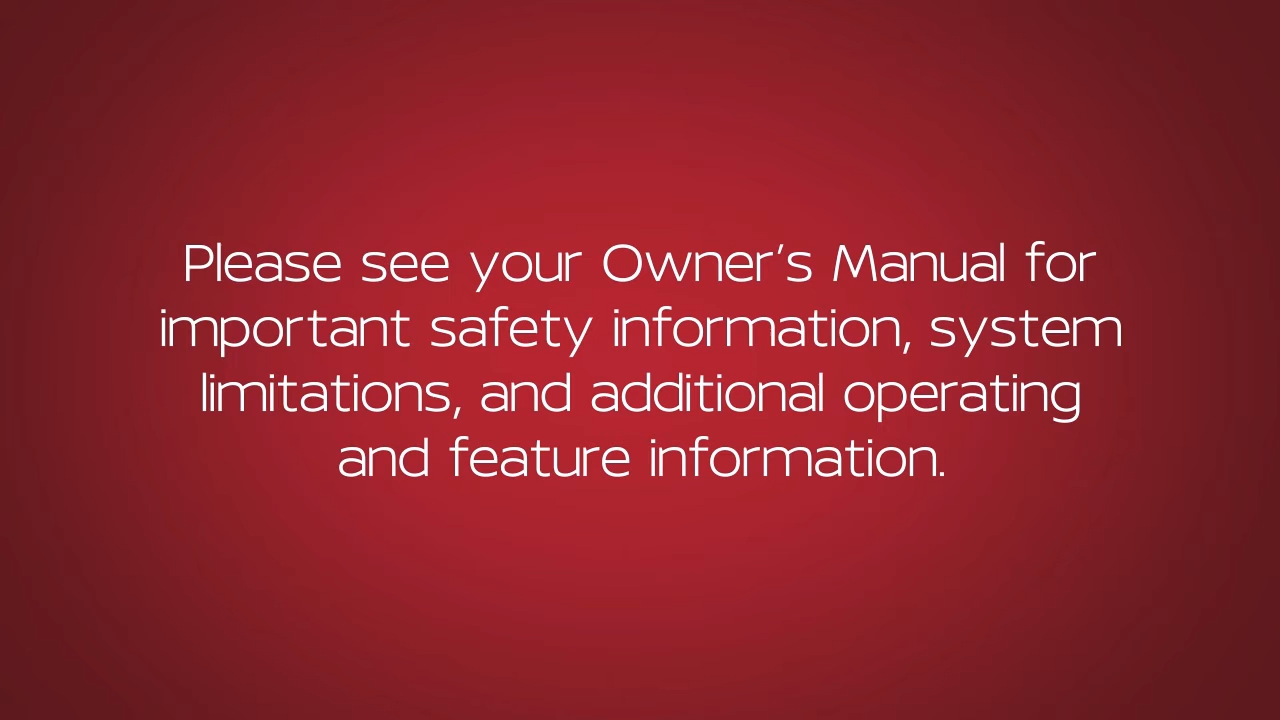 Please see your Owner’s Manual for
important safety information, system
limitations, and additional operating
and feature information.